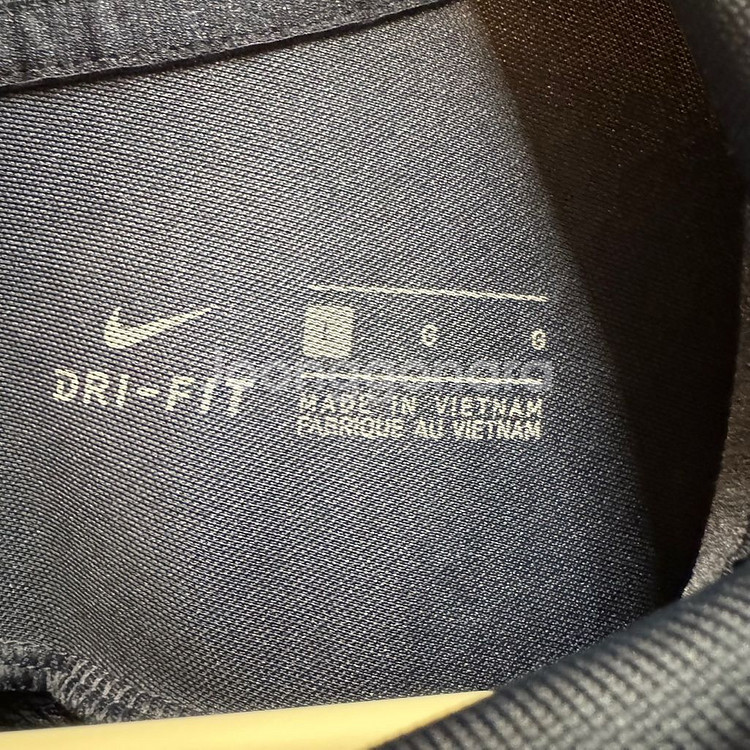 L G G
DRI-FIT
MADE IN VIETNAM
FABRIQUE AU VIETNAM